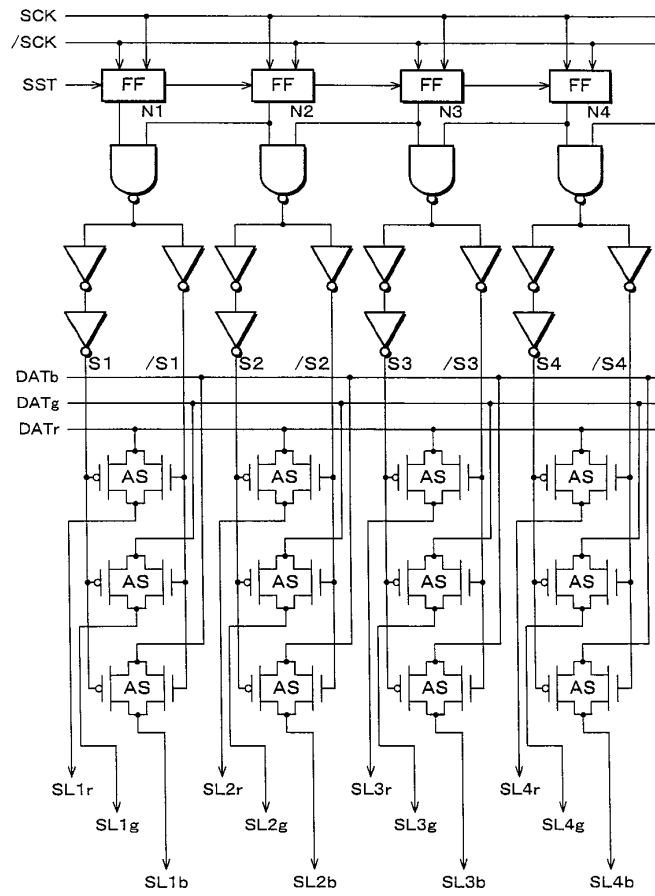 SCK
/SCK
SST FF FF FF FF
N1 N2 N3 N4
S1 /S1 S2 /S2 S3 /S3 S4 /S4
DATb
DATg
DATr
AS AS AS AS
AS AS AS AS
AS AS AS AS
SL1r SL2r SL3r SL4r
SL1g SL2g SL3g SL4g
SL1b SL2b SL3b SL4b